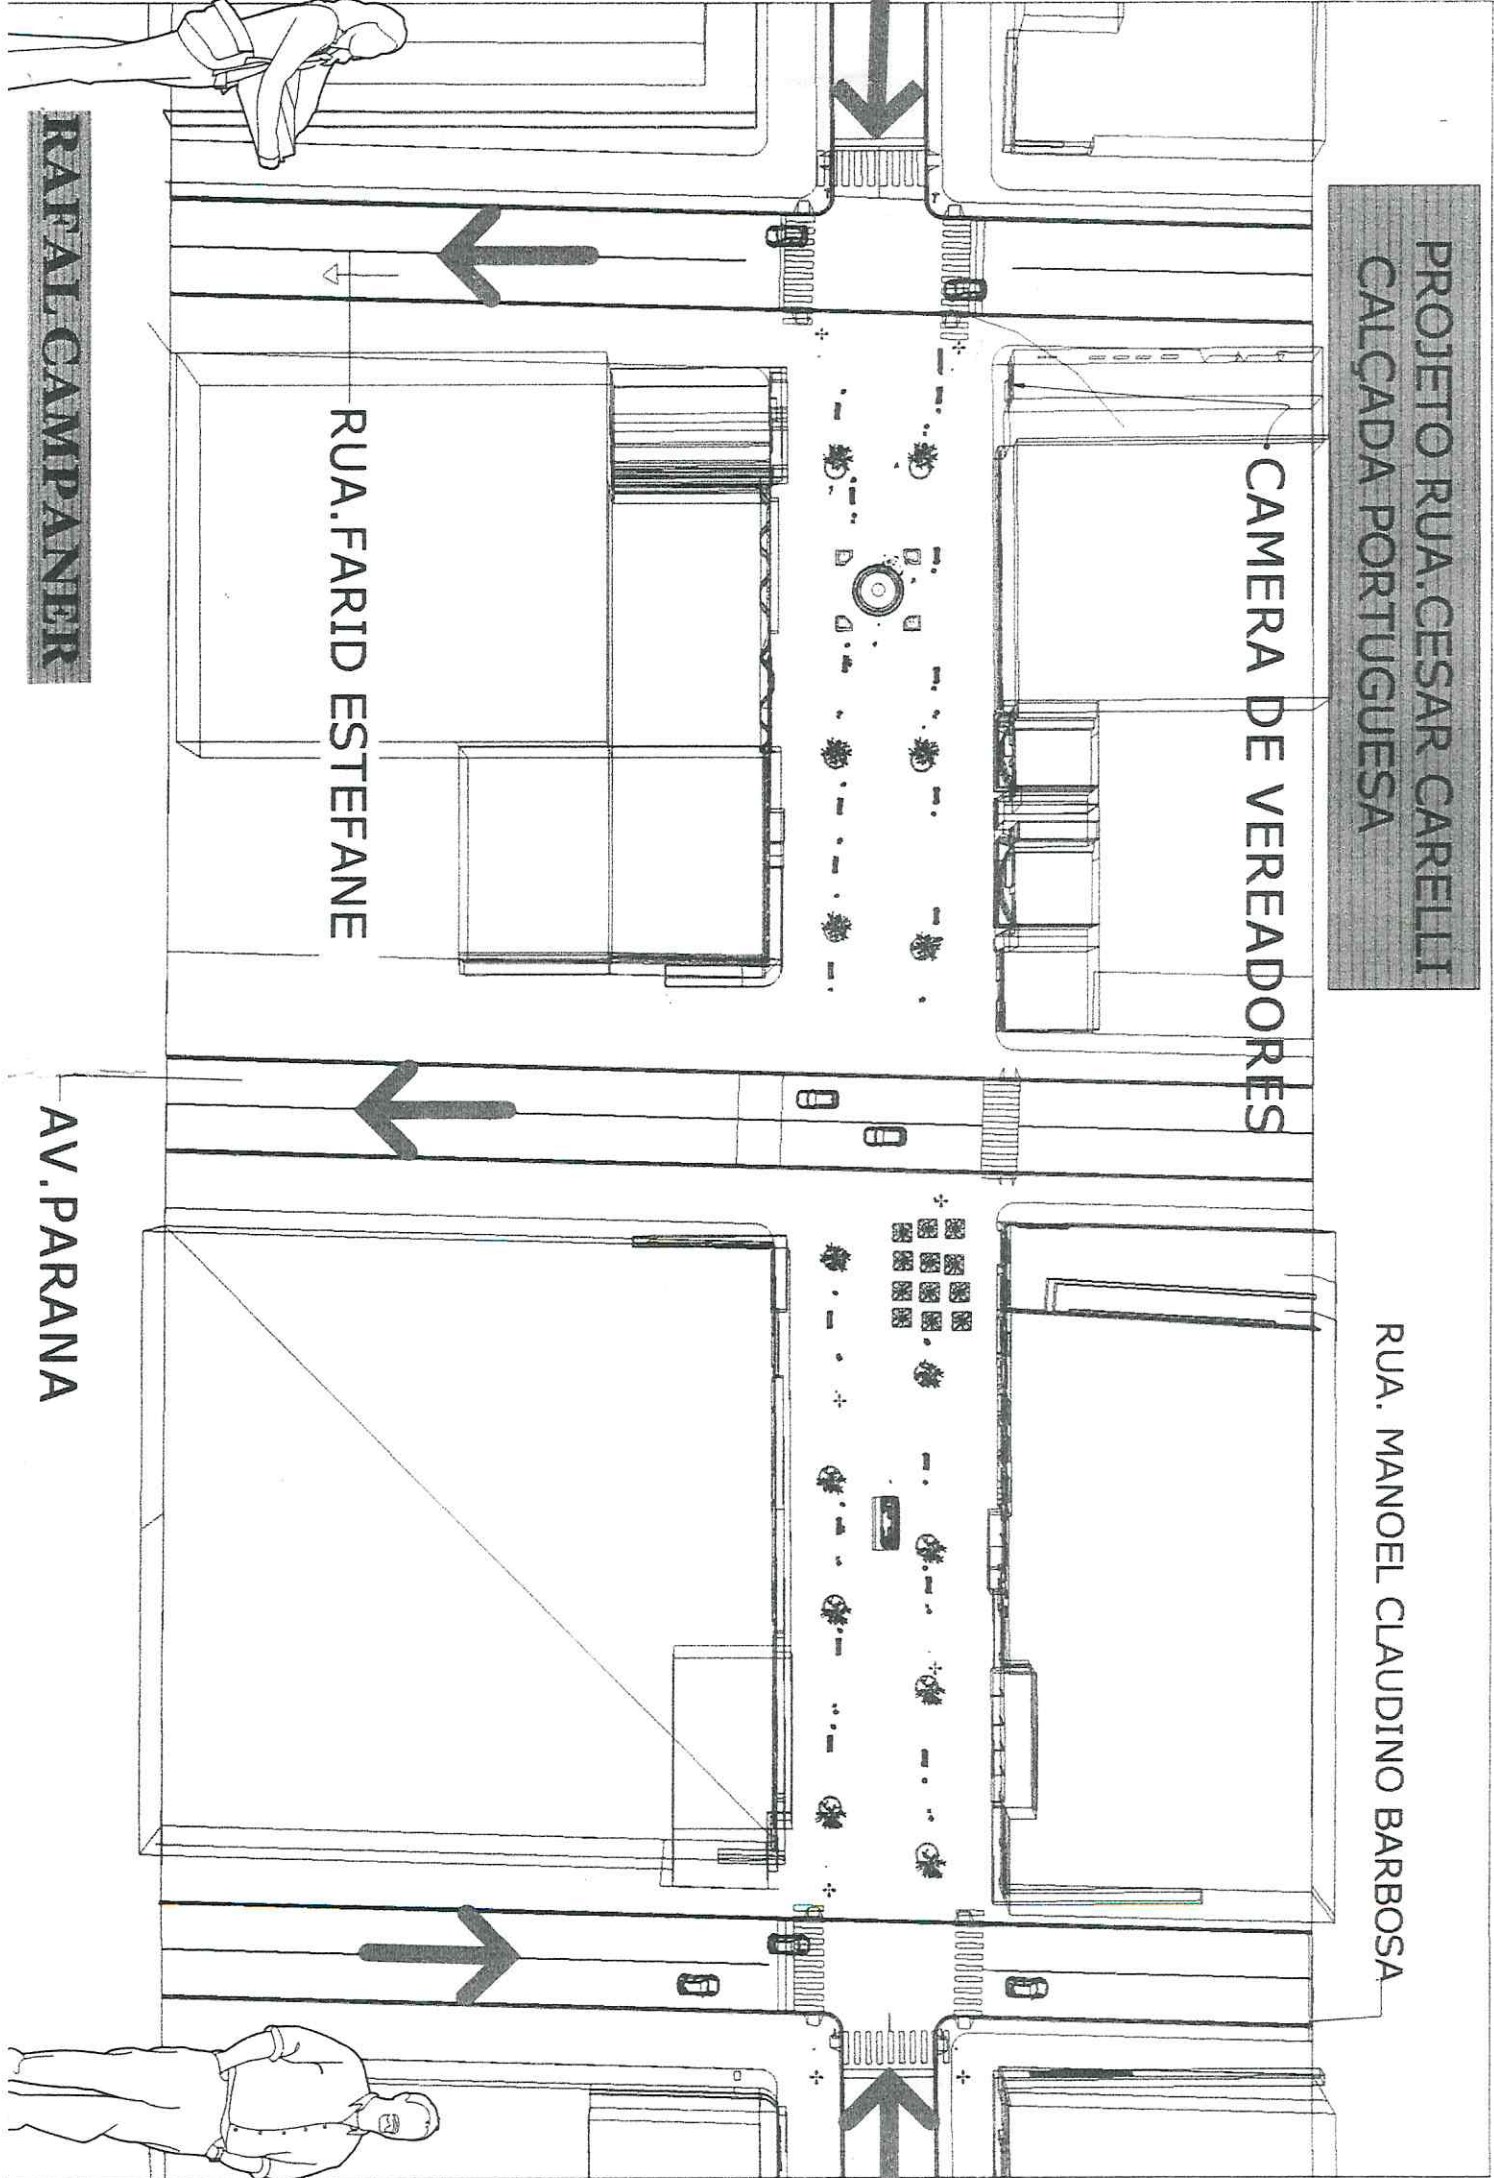 PROJETO RUA.CESAR CARELLI
CALÇADA PORTUGUESA
RUA. MANOEL CLAUDINO BARBOSA
CAMERA DE VEREADORES
RUA.FARID ESTEFANE
AV.PARANA
RAFAL CAMPANER